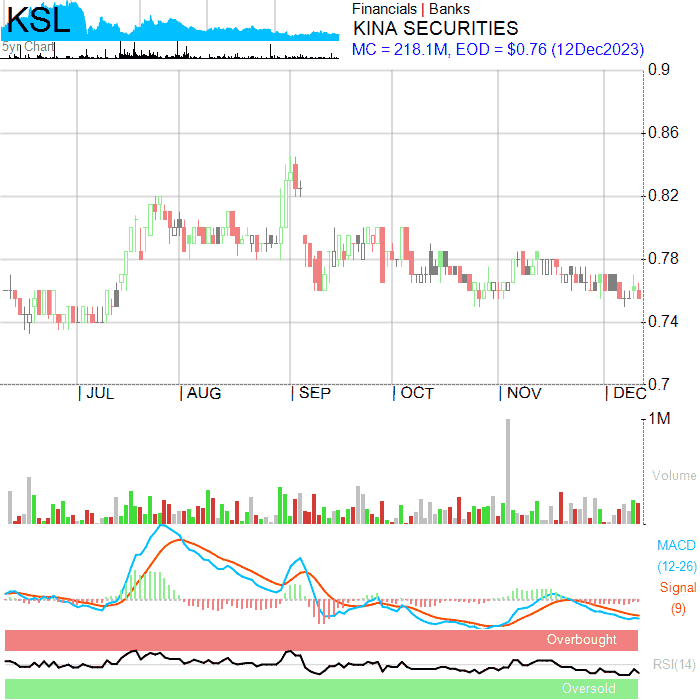 KSL
5yr Chart
Financials | Banks
KINA SECURITIES
MC = 218.1M, EOD = $0.76 (12Dec2023)
0.9
0.86
0.82
0.78
0.74
0.7
JUL
AUG
SEP
OCT
NOV
DEC
1M
Volume
MACD
(12-26)
Signal
(9)
Overbought
RSI(14)
Oversold